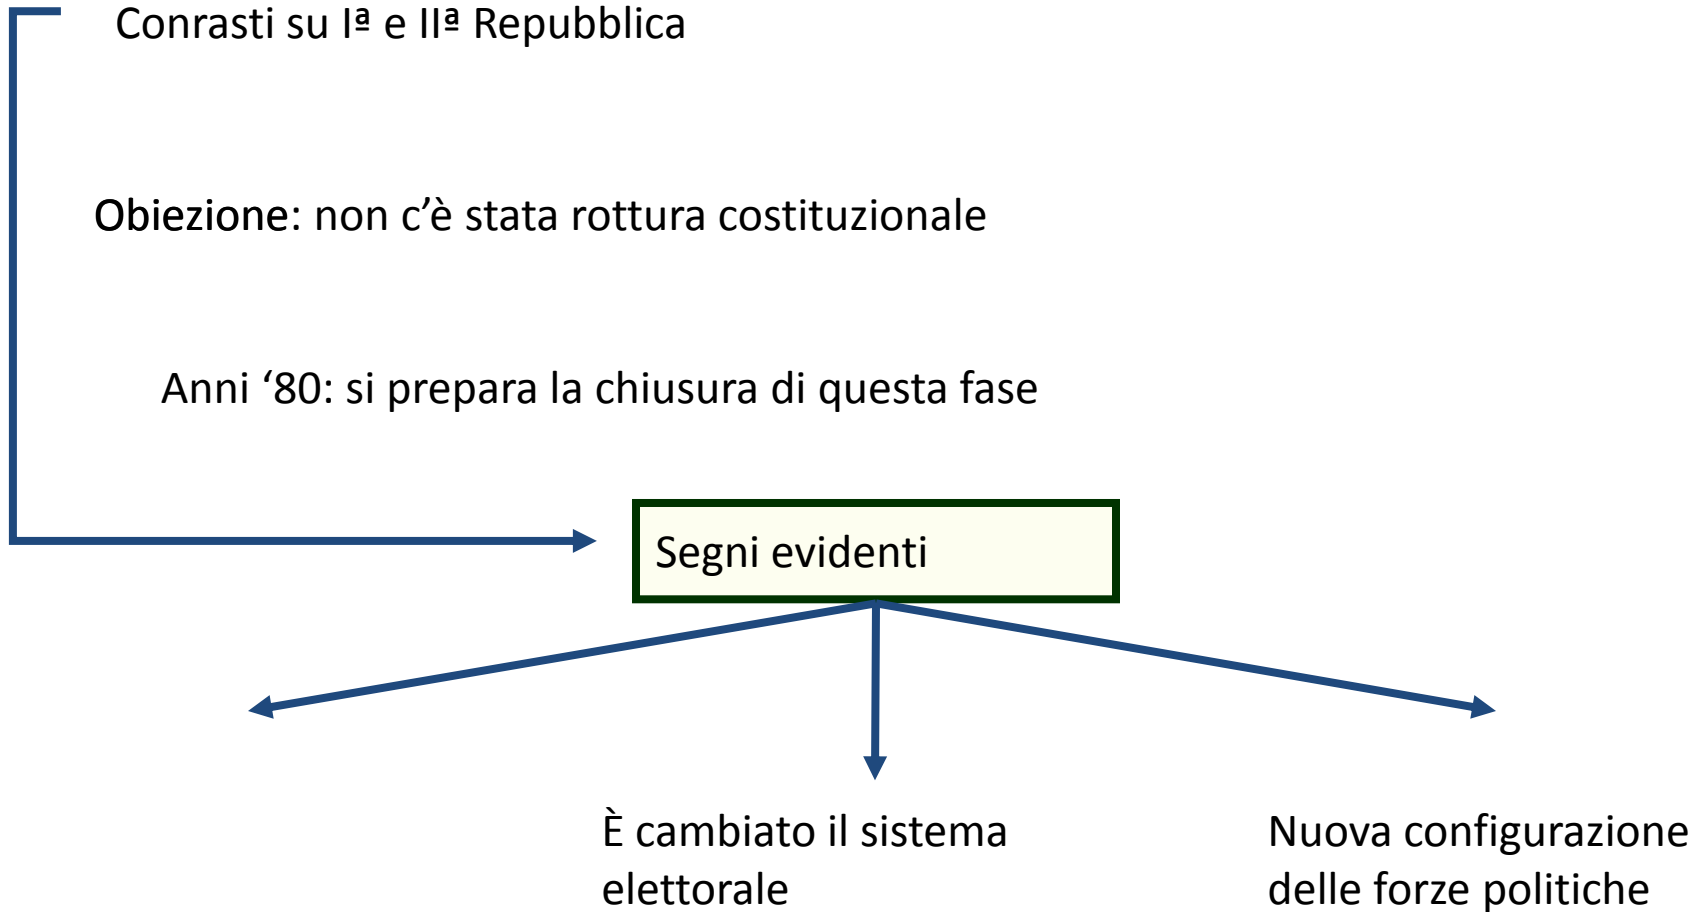 Conrasti su Iª e IIª Repubblica
Obiezione: non c’è stata rottura costituzionale
Anni ‘80: si prepara la chiusura di questa fase
Segni evidenti
È cambiato il sistema
elettorale
Nuova configurazione
delle forze politiche